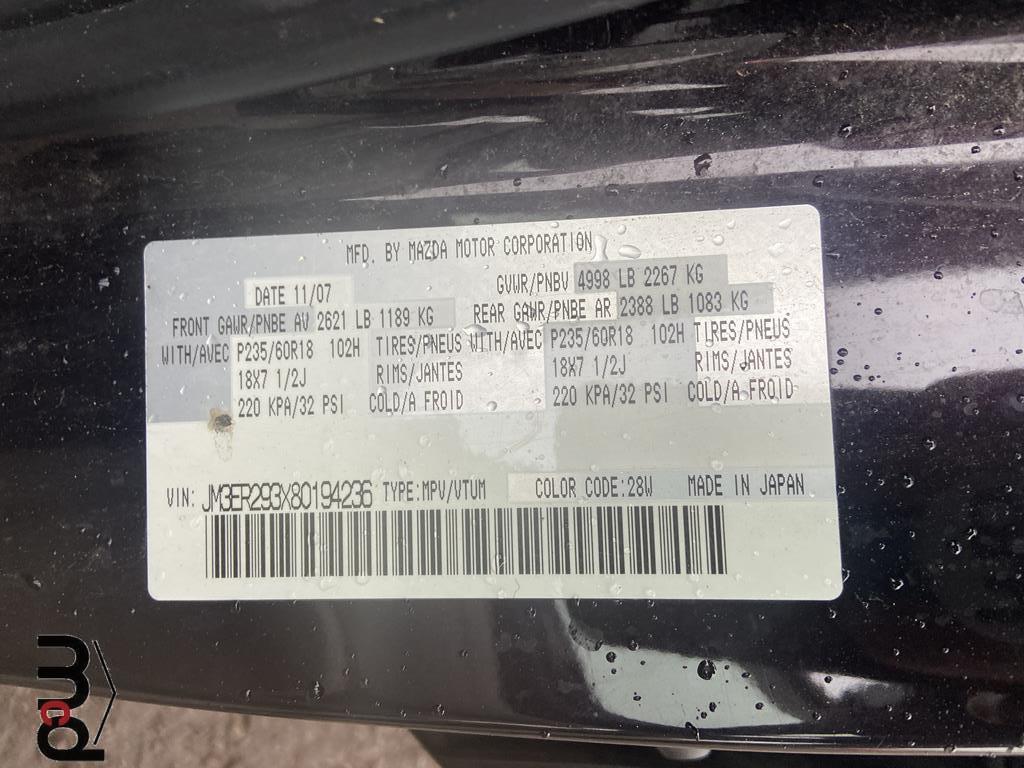 MFD. BY MAZDA MOTOR CORPORATION
DATE 11/07 GVWR/PNBV 4998 LB 2267 KG
FRONT GAWR/PNBE AV 2621 LB 1189 KG REAR GAWR/PNBE AR 2388 LB 1083 KG
WITH/AVEC P235/60R18 102H TIRES/PNEUS WITH/AVEC P235/60R18 102H TIRES/PNEUS
18X7 1/2J RIMS/JANTES 18X7 1/2J RIMS/JANTES
220 KPA/32 PSI COLD/A FROID 220 KPA/32 PSI COLD/A FROID
VIN: JM3ER293X80194236 TYPE:MPV/VTUM COLOR CODE:28W MADE IN JAPAN